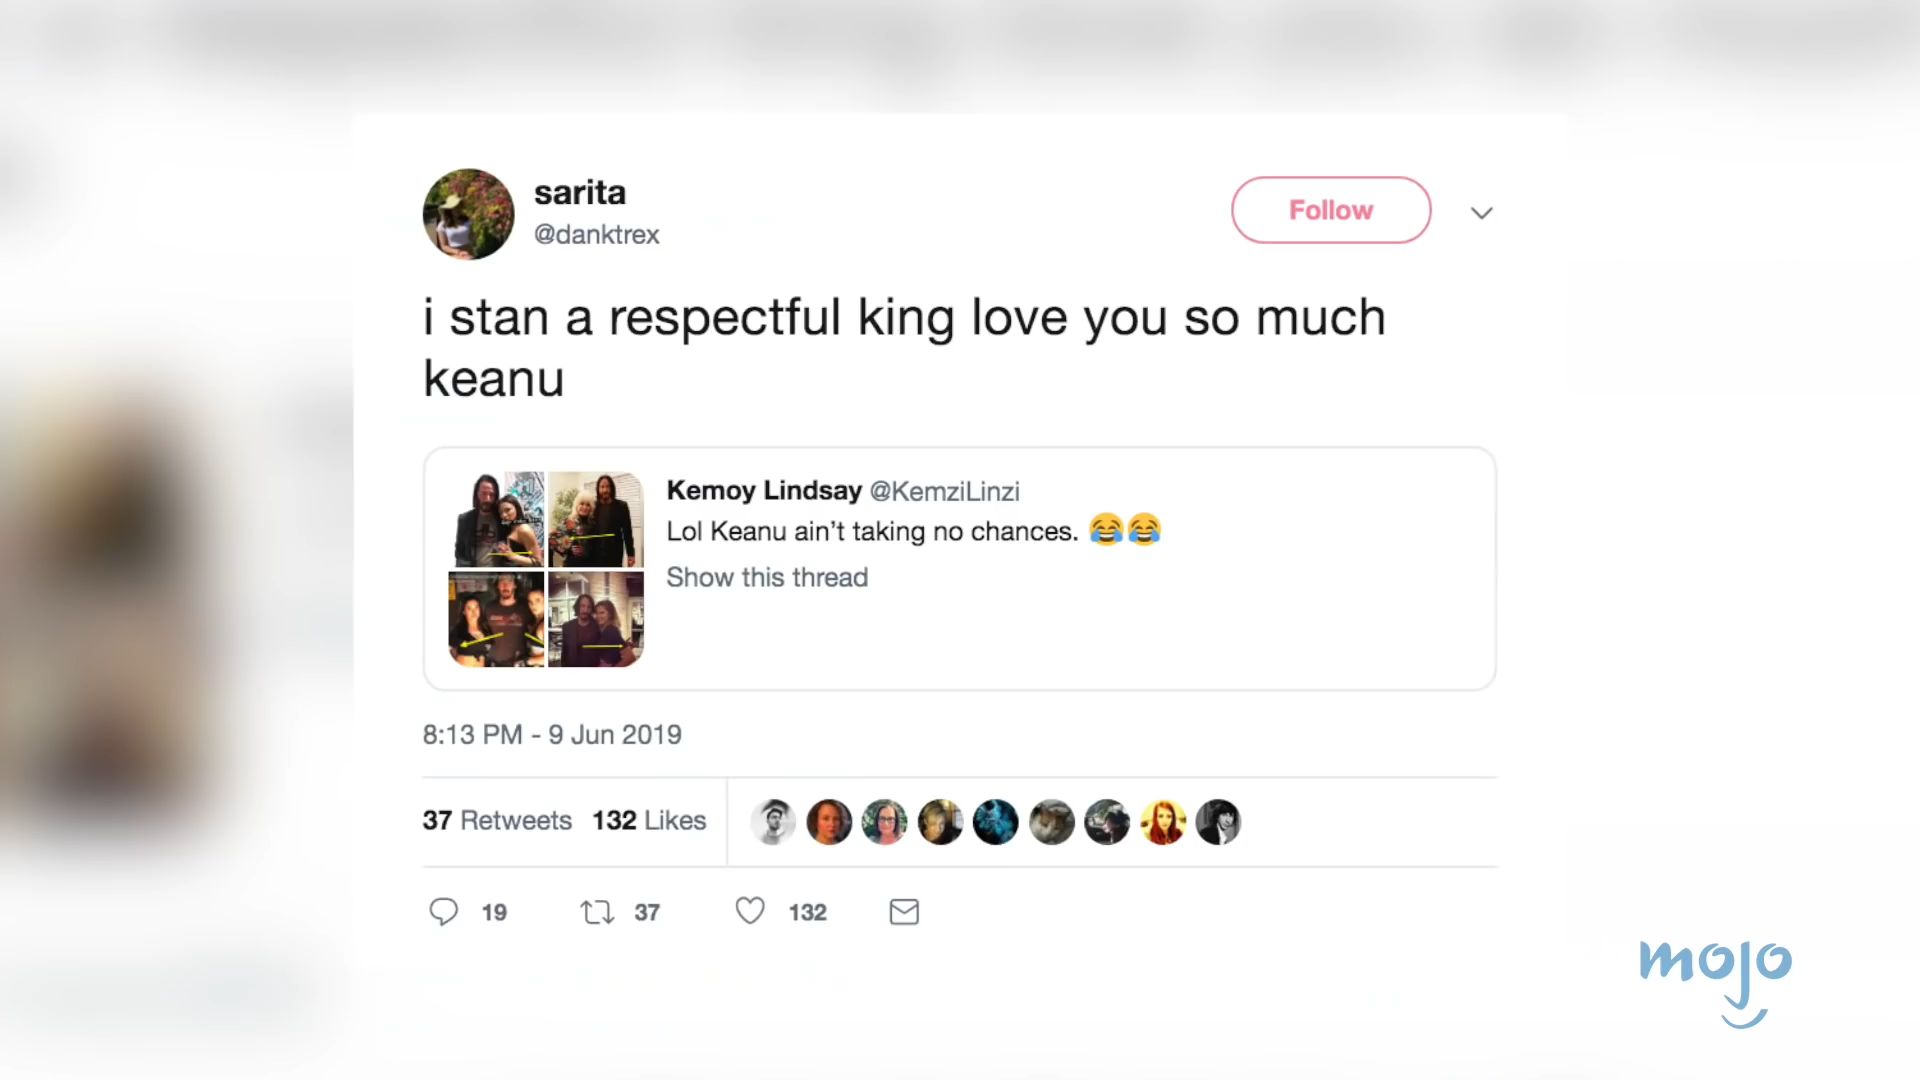 sarita
@danktrex
Follow
i stan a respectful king love you so much
keanu
Kemoy Lindsay @KemziLinzi
Lol Keanu ain’t taking no chances. 😂😂
Show this thread
8:13 PM - 9 Jun 2019
37 Retweets 132 Likes
19 37 132
mojo